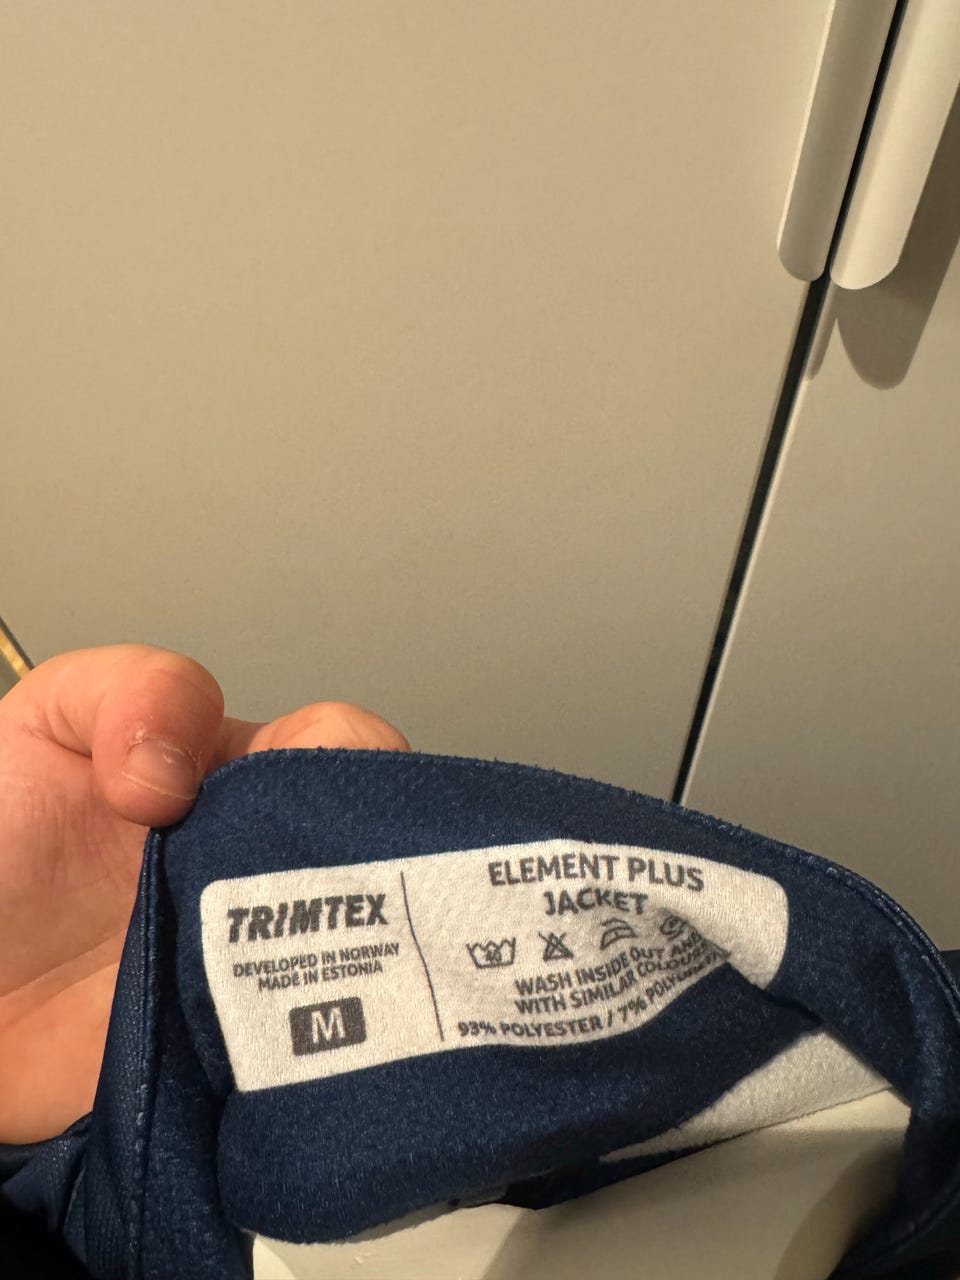 TRIMTEX
DEVELOPED IN NORWAY
MADE IN ESTONIA
M
ELEMENT PLUS
JACKET
40
WASH INSIDE OUT AND
WITH SIMILAR COLOURS
93% POLYESTER / 7%